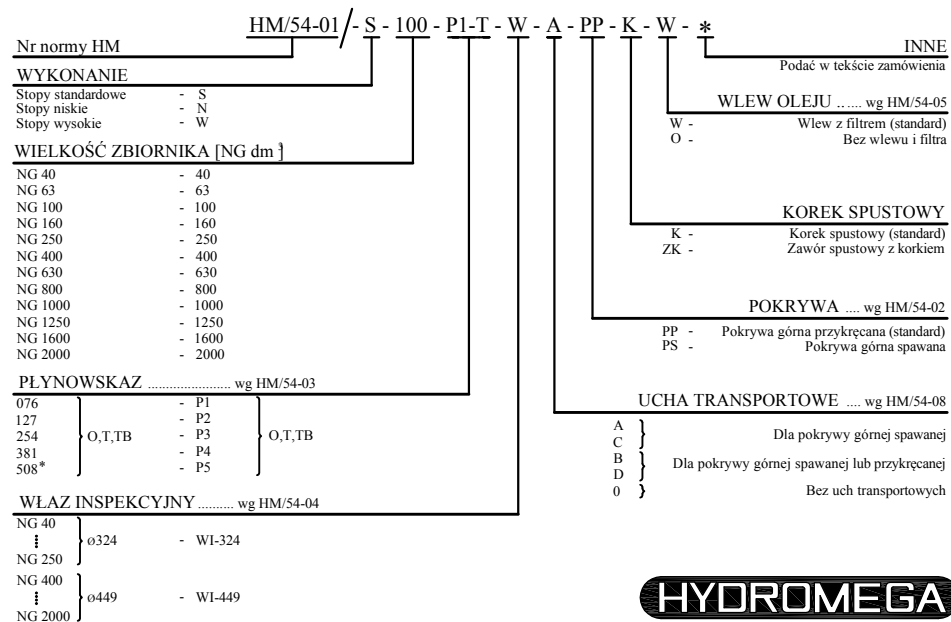 HM/54-01/- S - 100 - P1-T - W - A - PP - K - W - *
Nr normy HM
WYKONANIE
Stopy standardowe - S
Stopy niskie - N
Stopy wysokie - W
WIELKOŚĆ ZBIORNIKA [NG dm³]
NG 40 - 40
NG 63 - 63
NG 100 - 100
NG 160 - 160
NG 250 - 250
NG 400 - 400
NG 630 - 630
NG 800 - 800
NG 1000 - 1000
NG 1250 - 1250
NG 1600 - 1600
NG 2000 - 2000
PŁYNOWSKAZ ....................... wg HM/54-03
076 - P1
127 - P2
254 O,T,TB - P3 O,T,TB
381 - P4
508* - P5
WŁAZ INSPEKCYJNY .......... wg HM/54-04
NG 40
ø324 - WI-324
NG 250
NG 400
ø449 - WI-449
NG 2000
INNE
Podać w tekście zamówienia
WLEW OLEJU ...... wg HM/54-05
W - Wlew z filtrem (standard)
O - Bez wlewu i filtra
KOREK SPUSTOWY
K - Korek spustowy (standard)
ZK - Zawór spustowy z korkiem
POKRYWA .... wg HM/54-02
PP - Pokrywa górna przykręcana (standard)
PS - Pokrywa górna spawana
UCHA TRANSPORTOWE .... wg HM/54-08
A
C } Dla pokrywy górnej spawanej
B
D } Dla pokrywy górnej spawanej lub przykręcanej
0 } Bez uch transportowych
HYDROMEGA